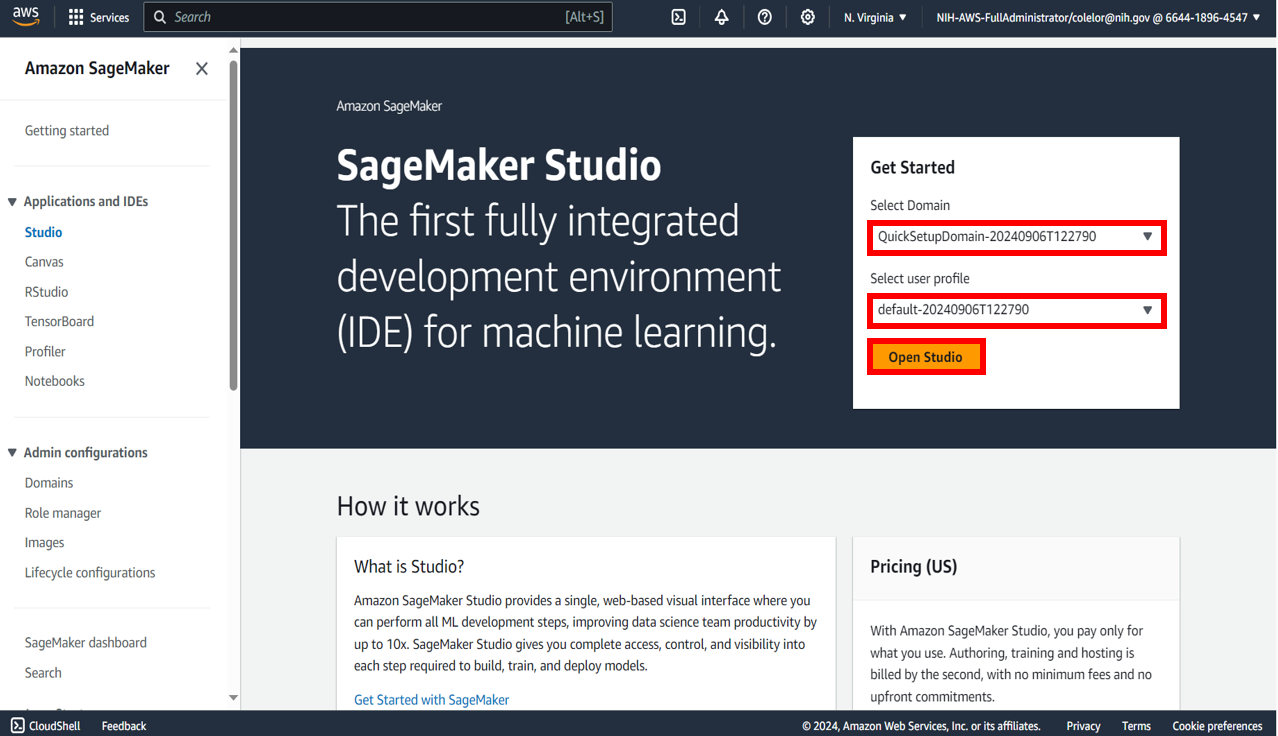 aws
Services
Search
[Alt+S]
N. Virginia
NIH-AWS-FullAdministrator/colelor@nih.gov @ 6644-1896-4547
Amazon SageMaker
Getting started
Applications and IDEs
Studio
Canvas
RStudio
TensorBoard
Profiler
Notebooks
Admin configurations
Domains
Role manager
Images
Lifecycle configurations
SageMaker dashboard
Search
Amazon SageMaker
SageMaker Studio
The first fully integrated
development environment
(IDE) for machine learning.
Get Started
Select Domain
QuickSetupDomain-20240906T122790
Select user profile
default-20240906T122790
Open Studio
How it works
What is Studio?
Amazon SageMaker Studio provides a single, web-based visual interface where you
can perform all ML development steps, improving data science team productivity by
up to 10x. SageMaker Studio gives you complete access, control, and visibility into
each step required to build, train, and deploy models.
Get Started with SageMaker
Pricing (US)
With Amazon SageMaker Studio, you pay only for
what you use. Authoring, training and hosting is
billed by the second, with no minimum fees and no
upfront commitments.
CloudShell
Feedback
© 2024, Amazon Web Services, Inc. or its affiliates.
Privacy
Terms
Cookie preferences